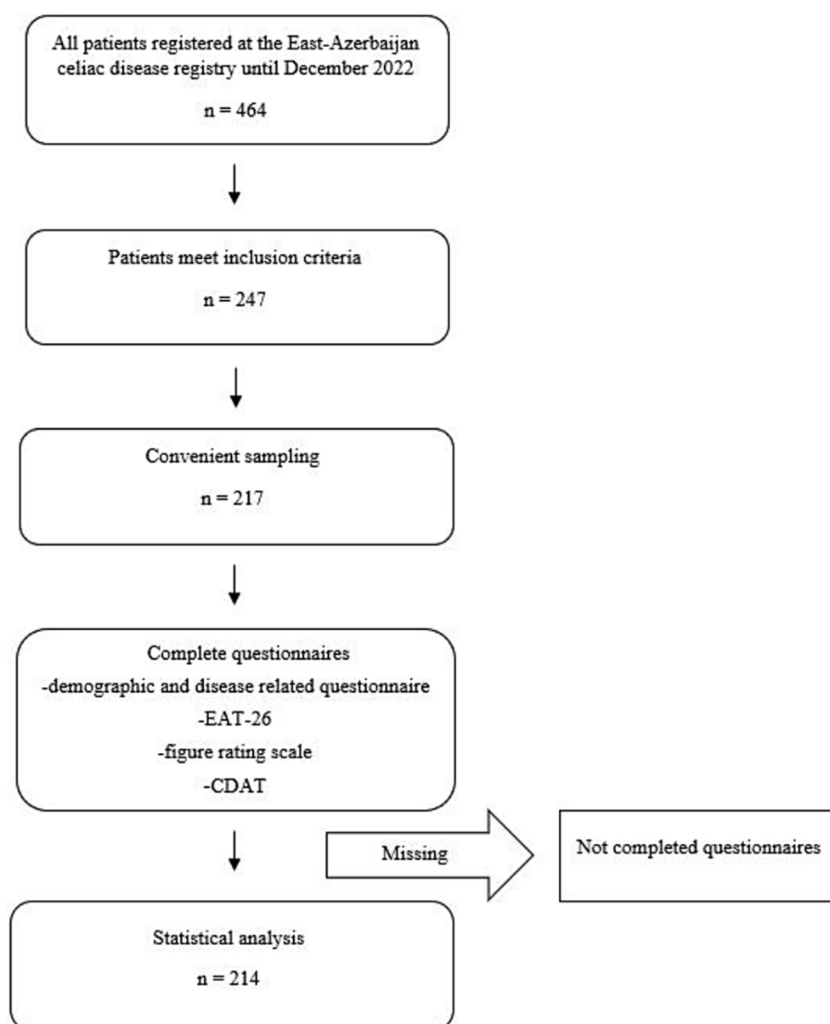 All patients registered at the East-Azerbaijan
celiac disease registry until December 2022
n = 464
Patients meet inclusion criteria
n = 247
Convenient sampling
n = 217
Complete questionnaires
-demographic and disease related questionnaire
-EAT-26
-figure rating scale
-CDAT
Missing
Not completed questionnaires
Statistical analysis
n = 214